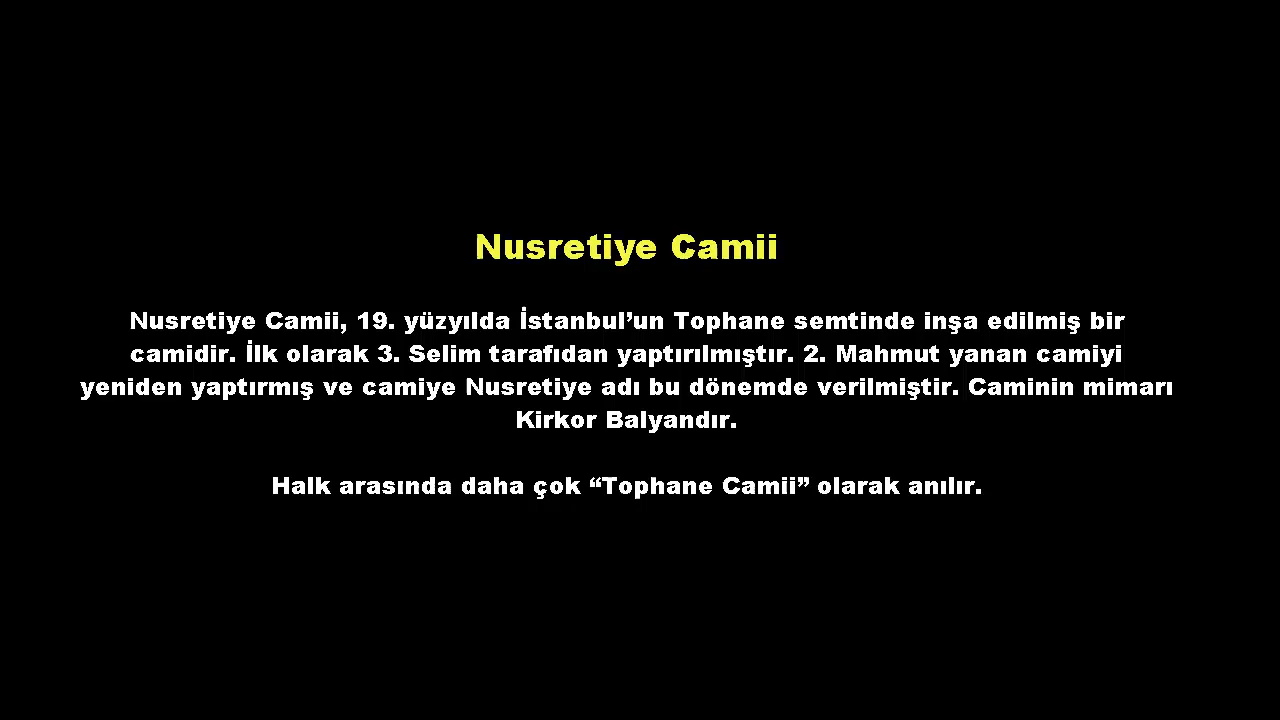 Nusretiye Camii
Nusretiye Camii, 19. yüzyılda İstanbul’un Tophane semtinde inşa edilmiş bir
camidir. İlk olarak 3. Selim tarafıdan yaptırılmıştır. 2. Mahmut yanan camiyi
yeniden yaptırmış ve camiye Nusretiye adı bu dönemde verilmiştir. Caminin mimarı
Kirkor Balyandır.
Halk arasında daha çok “Tophane Camii” olarak anılır.